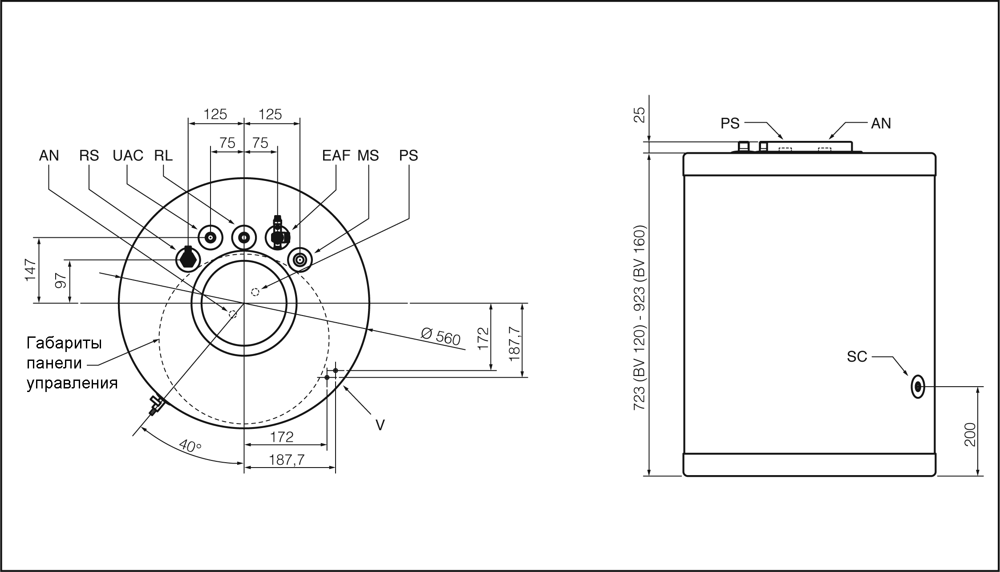 125
125
75
75
AN
RS
UAC
RL
EAF
MS
PS
147
97
Ø 560
172
187,7
Габариты
панели
управления
V
40°
172
187,7
25
PS
AN
723 (BV 120) - 923 (BV 160)
SC
200